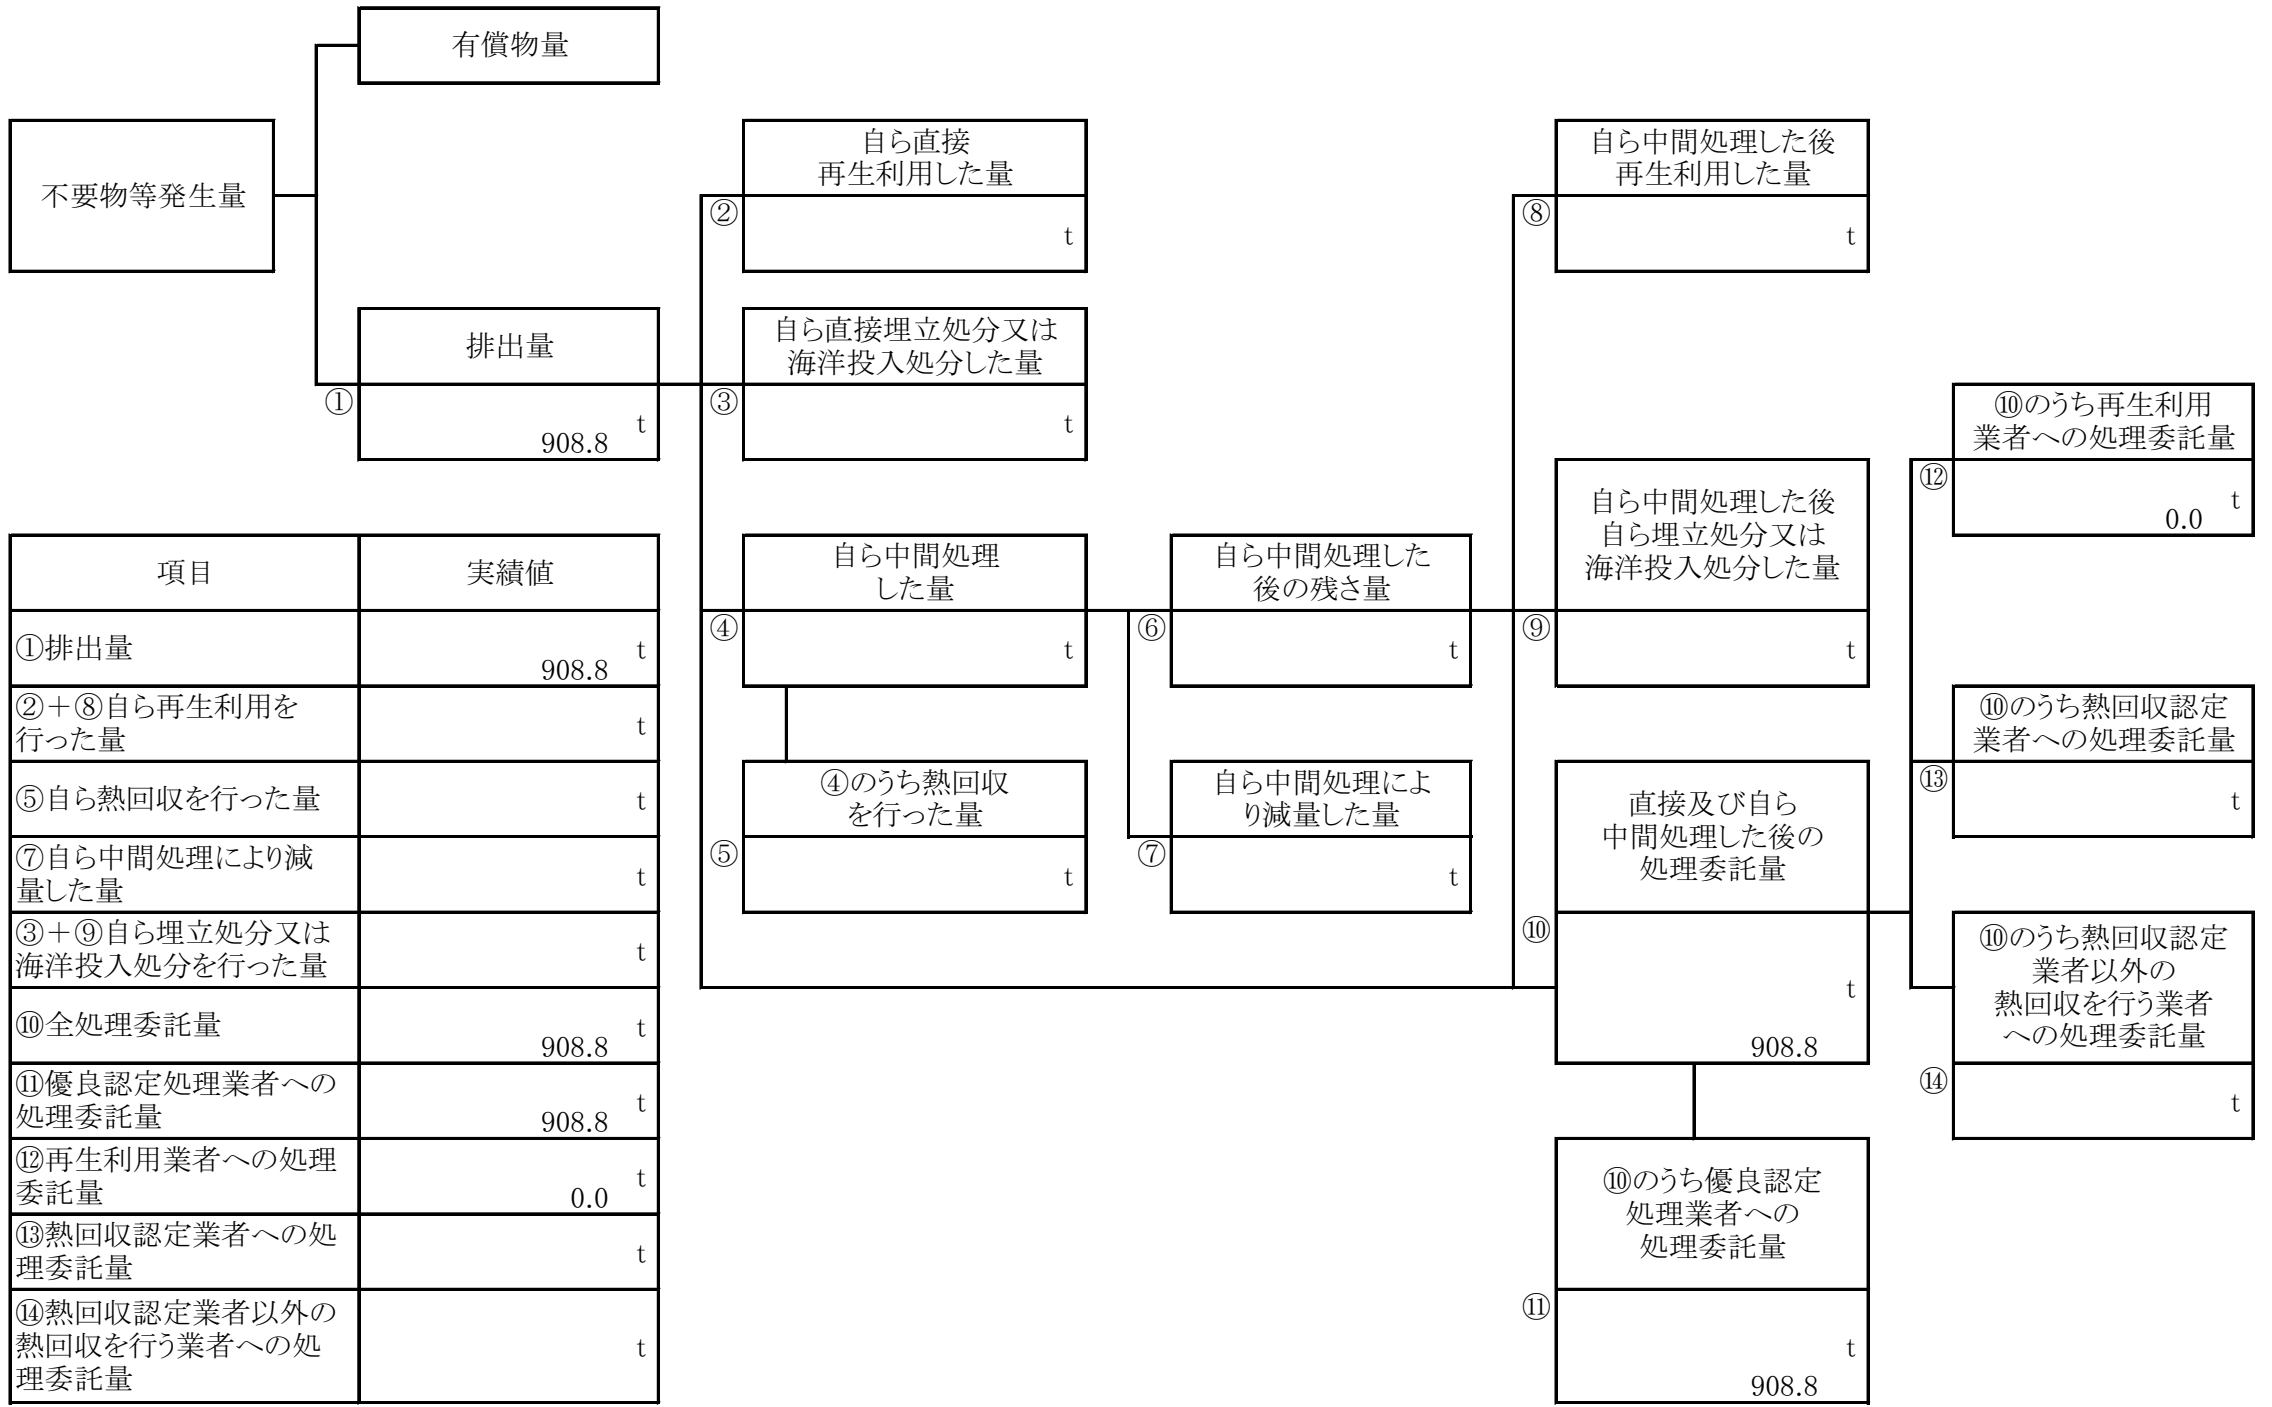 有償物量
不要物等発生量
自ら直接
再生利用した量
②
t
自ら中間処理した後
再生利用した量
⑧
t
排出量
①
t
908.8
自ら直接埋立処分又は
海洋投入処分した量
③
t
⑩のうち再生利用
業者への処理委託量
⑫
t
0.0
自ら中間処理した後
自ら埋立処分又は
海洋投入処分した量
⑨
t
自ら中間処理
した量
④
t
自ら中間処理した
後の残さ量
⑥
t
④のうち熱回収
を行った量
⑤
t
自ら中間処理によ
り減量した量
⑦
t
⑩のうち熱回収認定
業者への処理委託量
⑬
t
直接及び自ら
中間処理した後の
処理委託量
⑩
t
908.8
⑩のうち熱回収認定
業者以外の
熱回収を行う業者
への処理委託量
⑭
t
⑩のうち優良認定
処理業者への
処理委託量
⑪
t
908.8
項目 実績値
①排出量 t
908.8
②＋⑧自ら再生利用を
行った量
t
⑤自ら熱回収を行った量 t
⑦自ら中間処理により減
量した量
t
③＋⑨自ら埋立処分又は
海洋投入処分を行った量
t
⑩全処理委託量 t
908.8
⑪優良認定処理業者への
処理委託量
t
908.8
⑫再生利用業者への処理
委託量
t
0.0
⑬熱回収認定業者への処
理委託量
t
⑭熱回収認定業者以外の
熱回収を行う業者への処
理委託量
t